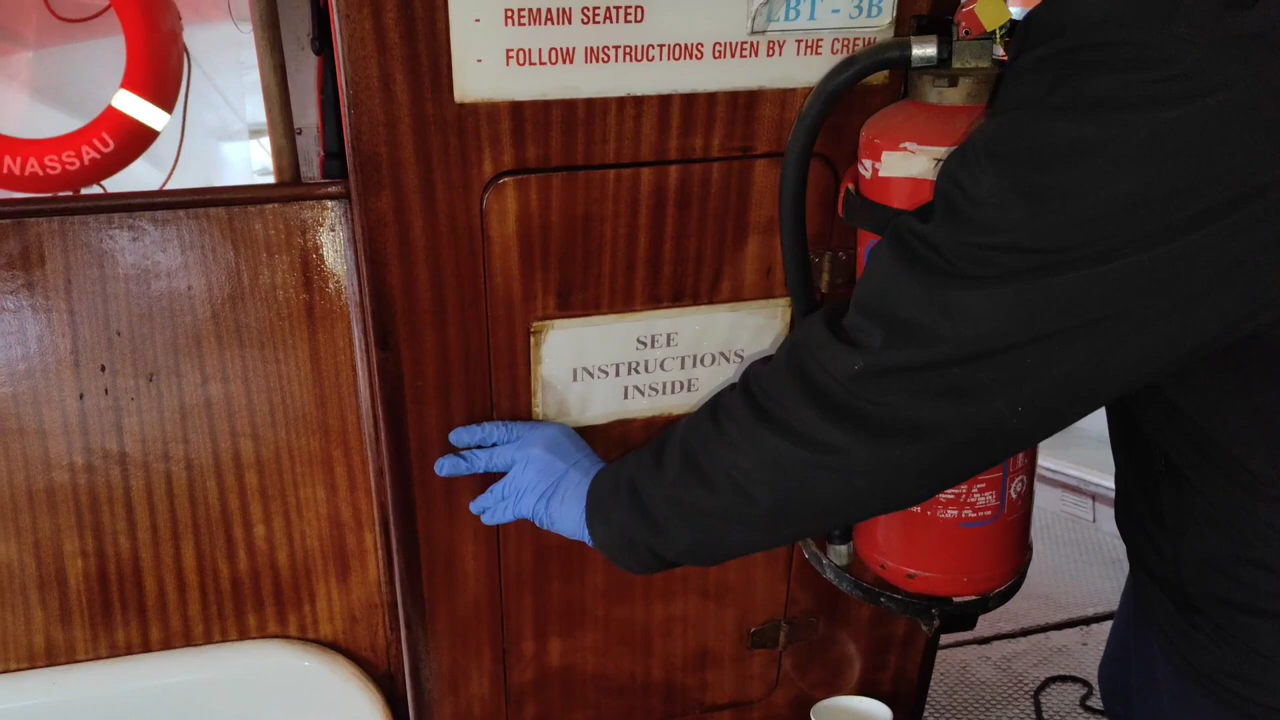 - REMAIN SEATED
LBT - 3B
- FOLLOW INSTRUCTIONS GIVEN BY THE CREW
NASSAU
SEE
INSTRUCTIONS
INSIDE